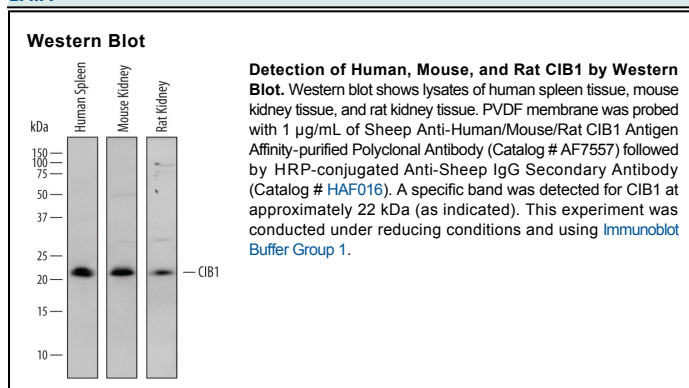 Western Blot
Human Spleen
Mouse Kidney
Rat Kidney
kDa
150
100
75
50
37
25
20
15
10
CIB1
Detection of Human, Mouse, and Rat CIB1 by Western
Blot. Western blot shows lysates of human spleen tissue, mouse
kidney tissue, and rat kidney tissue. PVDF membrane was probed
with 1 µg/mL of Sheep Anti-Human/Mouse/Rat CIB1 Antigen
Affinity-purified Polyclonal Antibody (Catalog # AF7557) followed
by HRP-conjugated Anti-Sheep IgG Secondary Antibody
(Catalog # HAF016). A specific band was detected for CIB1 at
approximately 22 kDa (as indicated). This experiment was
conducted under reducing conditions and using Immunoblot
Buffer Group 1.